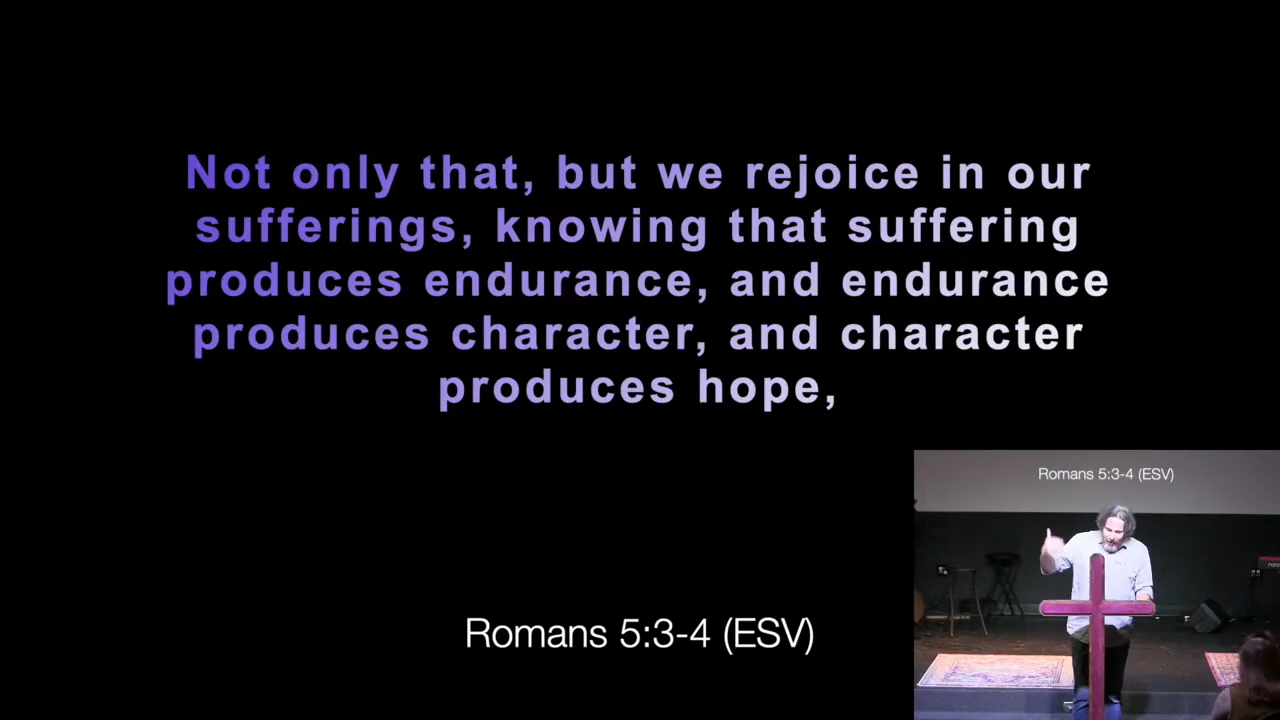 Not only that, but we rejoice in our
sufferings, knowing that suffering
produces endurance, and endurance
produces character, and character
produces hope,
Romans 5:3-4 (ESV)
Romans 5:3-4 (ESV)